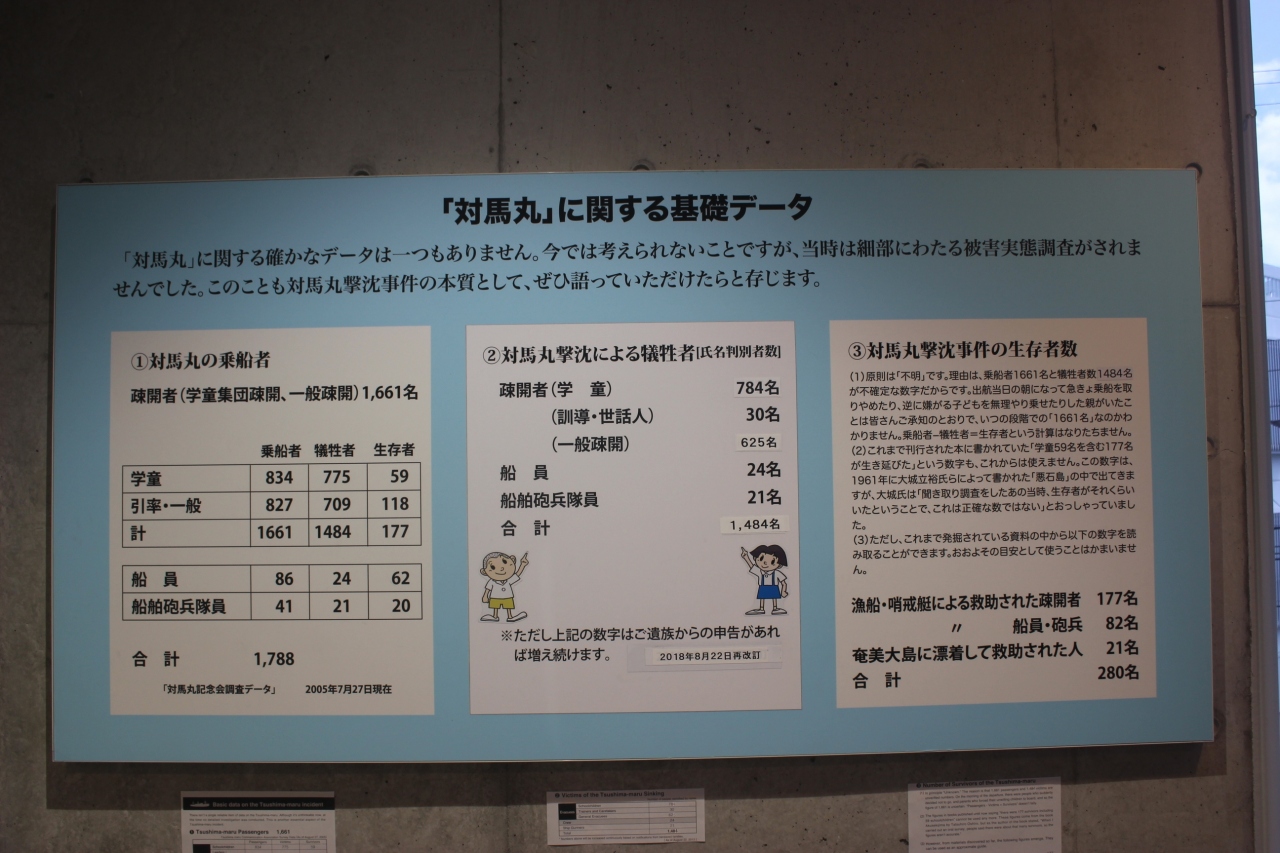 「対馬丸」に関する基礎データ
「対馬丸」に関する確かなデータは一つもありません。今では考えられないことですが、当時は細部にわたる被害実態調査がされま
せんでした。このことも対馬丸撃沈事件の本質として、ぜひ語っていただけたらと存じます。
①対馬丸の乗船者
疎開者(学童集団疎開、一般疎開)1,661名
乗船者 犠牲者 生存者
学童 834 775 59
引率・一般 827 709 118
計 1661 1484 177
船 員 86 24 62
船舶砲兵隊員 41 21 20
合 計 1,788
「対馬丸記念会調査データ」 2005年7月27日現在
②対馬丸撃沈による犠牲者[氏名判別者数]
疎開者(学 童) 784名
(訓導・世話人) 30名
(一般疎開) 625名
船 員 24名
船舶砲兵隊員 21名
合 計 1,484名
※ただし上記の数字はご遺族からの申告があれ
ば増え続けます。 2018年8月22日再改訂
③対馬丸撃沈事件の生存者数
(1)原則は「不明」です。理由は、乗船者1661名と犠牲者数1484名
が不確定な数字だからです。出航当日の朝になって急きょ乗船を取
りやめたり、逆に嫌がる子どもを無理やり乗せたりした親がいたこ
とは皆さんご承知のとおりで、いつの段階での「1661名」なのかわ
かりません。乗船者−犠牲者＝生存者という計算はなりたちません。
(2)これまで刊行された本に書かれていた「学童59名を含む177名
が生き延びた」という数字も、これからは使えません。この数字は、
1961年に大城立裕氏らによって書かれた「悪石島」の中で出てきま
すが、大城氏は「聞き取り調査をしたあの当時、生存者がそれくらい
いたということで、これは正確な数ではない」とおっしゃっていまし
た。
(3)ただし、これまで発掘されている資料の中から以下の数字を読
み取ることができます。おおよその目安として使うことはかまいませ
ん。
漁船・哨戒艇による救助された疎開者 177名
〃 船員・砲兵 82名
奄美大島に漂着して救助された人 21名
合 計 280名
Basic data on the Tsushima-maru Incident
Tsushima-maru Passengers 1,661
Victims of the Tsushima-maru Sinking
Number of Survivors of the Tsushima-maru